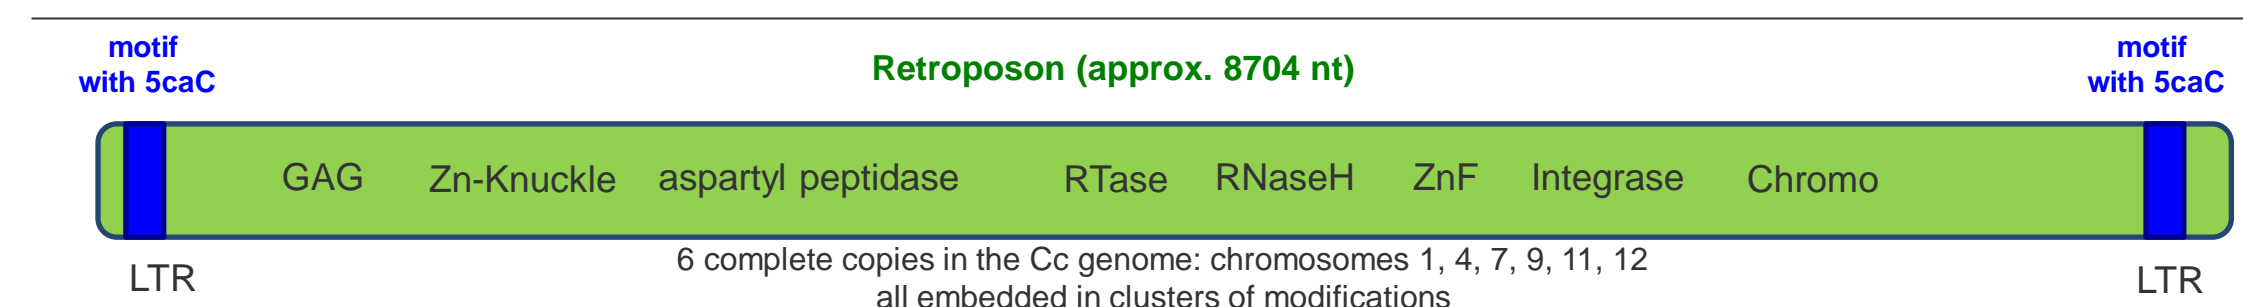 motif
with 5caC
Retroposon (approx. 8704 nt)
motif
with 5caC
GAG Zn-Knuckle aspartyl peptidase RTase RNaseH ZnF Integrase Chromo
LTR
6 complete copies in the Cc genome: chromosomes 1, 4, 7, 9, 11, 12
all embedded in clusters of modifications
LTR